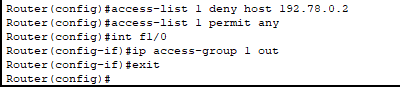 Router(config)#access-list 1 deny host 192.78.0.2
Router(config)#access-list 1 permit any
Router(config)#int f1/0
Router(config-if)#ip access-group 1 out
Router(config-if)#exit
Router(config)#